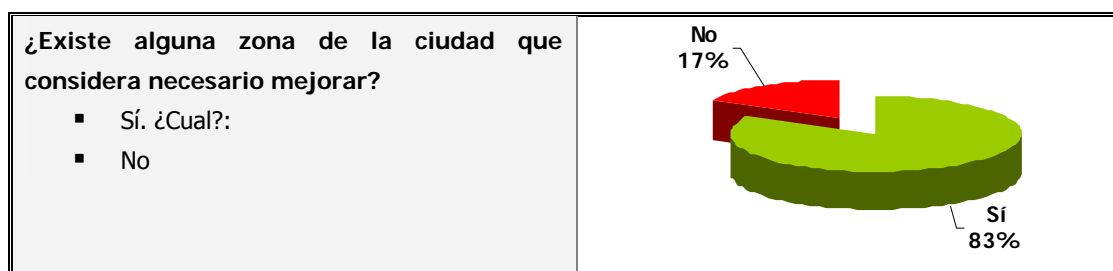 ¿Existe alguna zona de la ciudad que
considera necesario mejorar?
▪ Sí. ¿Cual?:
▪ No
No
17%
Sí
83%